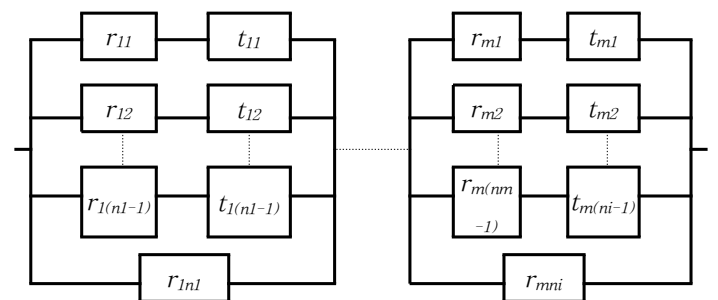 r11 t11 rm1 tm1
r12 t12 rm2 tm2
r1(n1-1) t1(n1-1) rm(nm
-1) tm(ni-1)
r1n1 rmni